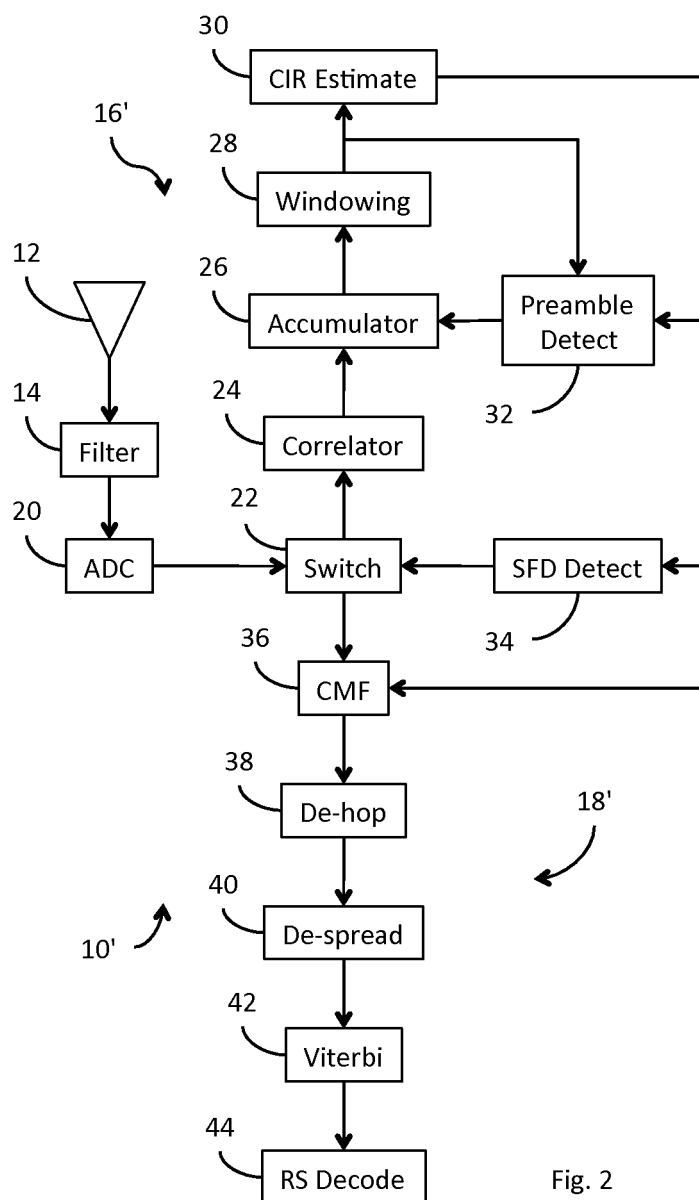 30
CIR Estimate
16'
28
Windowing
12
26
Accumulator
Preamble
Detect
32
14
Filter
24
Correlator
20
ADC
22
Switch
SFD Detect
34
36
CMF
38
De-hop
18'
40
De-spread
10'
42
Viterbi
44
RS Decode
Fig. 2